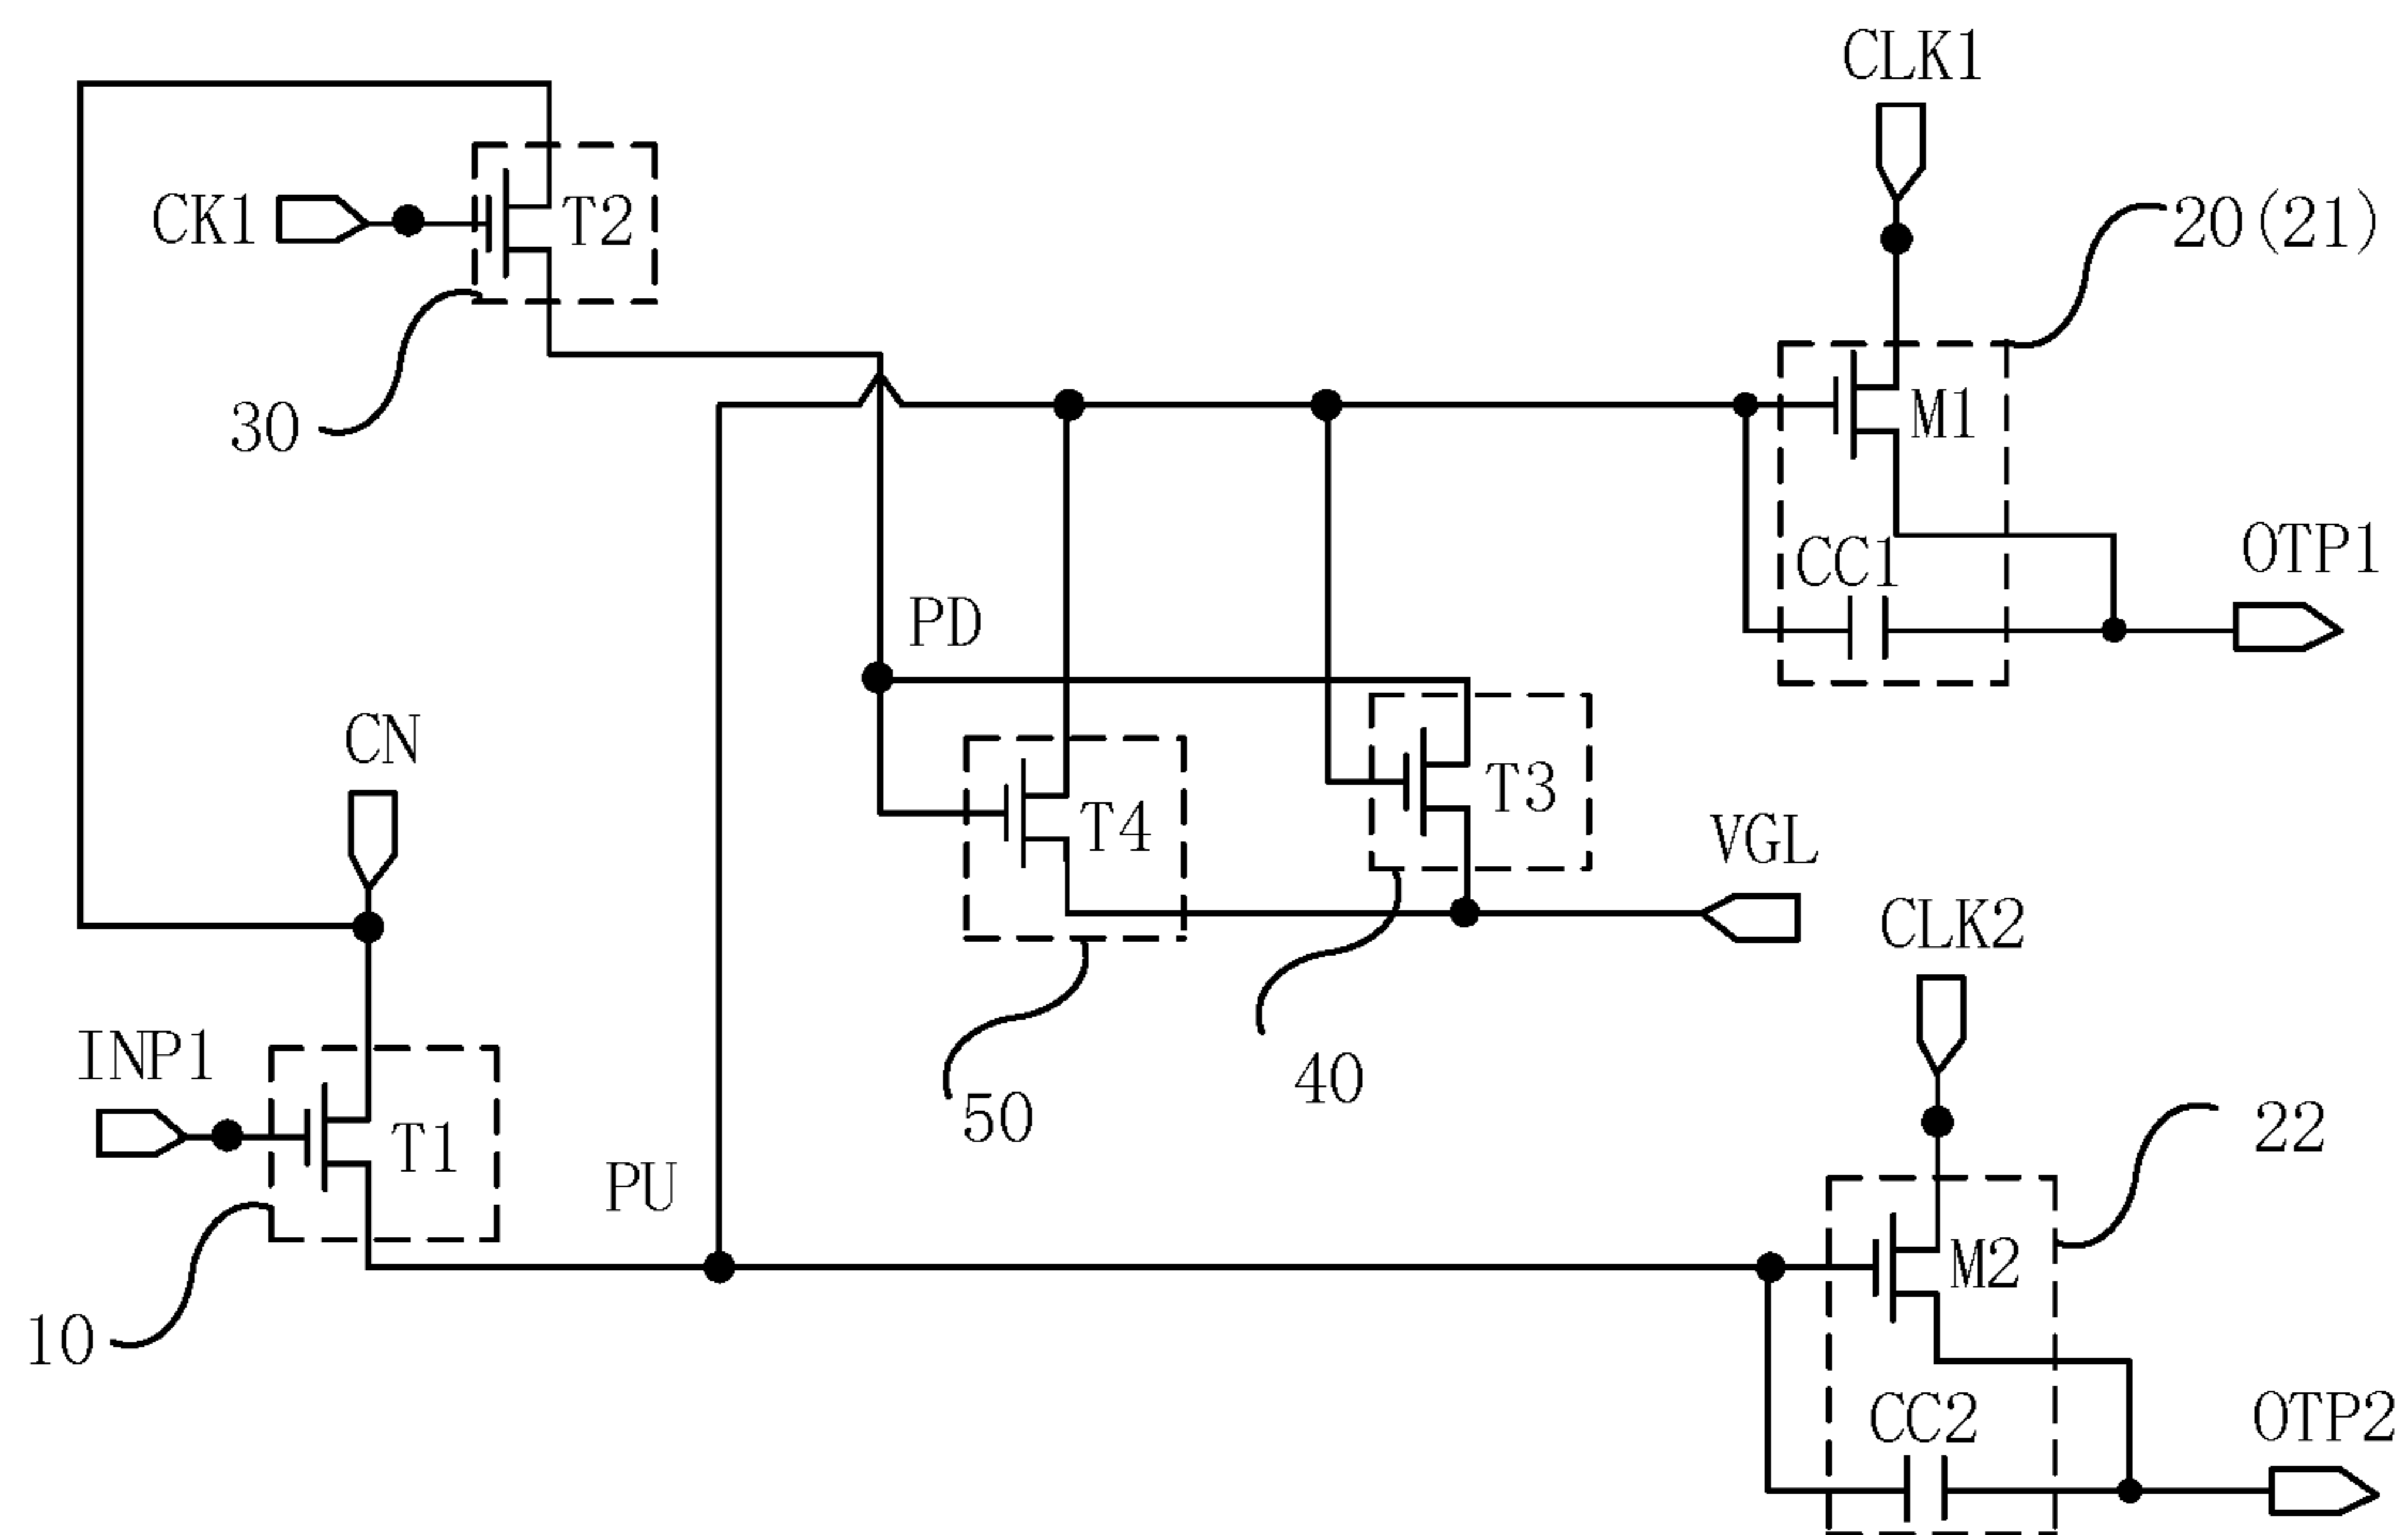 CLK1
CK1
T2
20(21)
30
M1
CC1
OTP1
PD
CN
T3
T4
VGL
CLK2
INP1
T1
40
50
22
PU
M2
10
CC2
OTP2